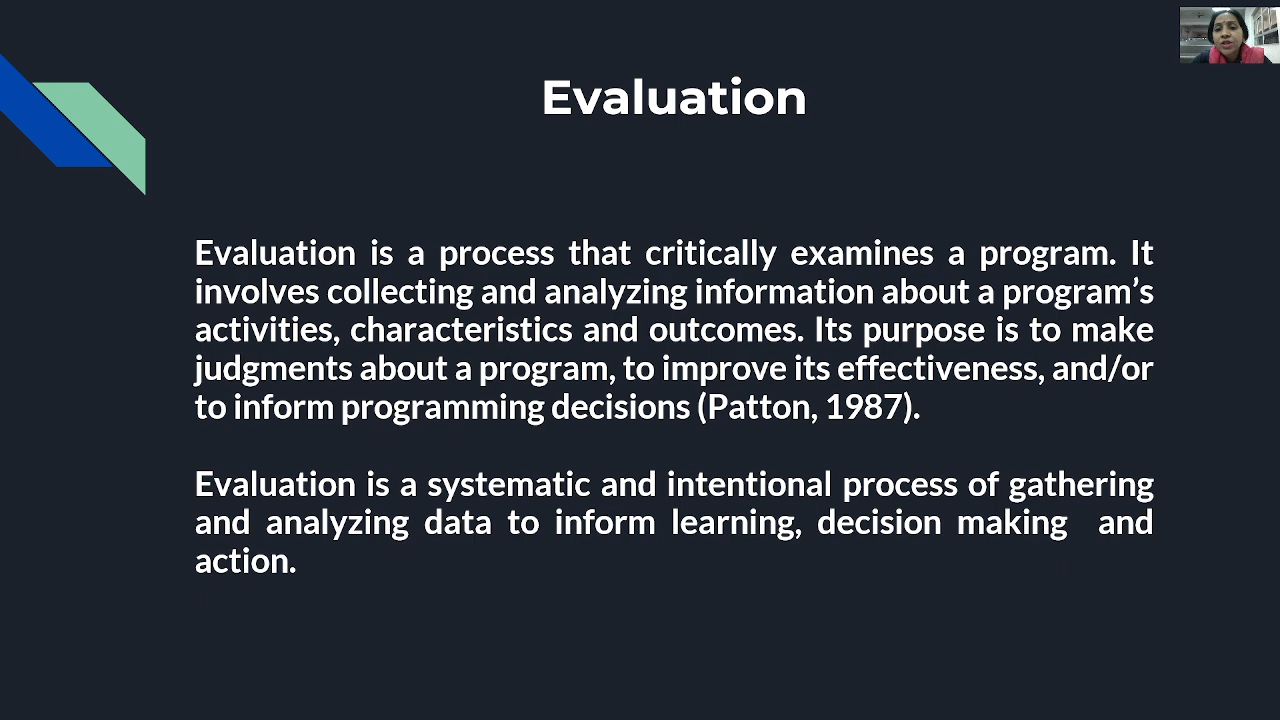 Evaluation
Evaluation is a process that critically examines a program. It
involves collecting and analyzing information about a program’s
activities, characteristics and outcomes. Its purpose is to make
judgments about a program, to improve its effectiveness, and/or
to inform programming decisions (Patton, 1987).
Evaluation is a systematic and intentional process of gathering
and analyzing data to inform learning, decision making and
action.